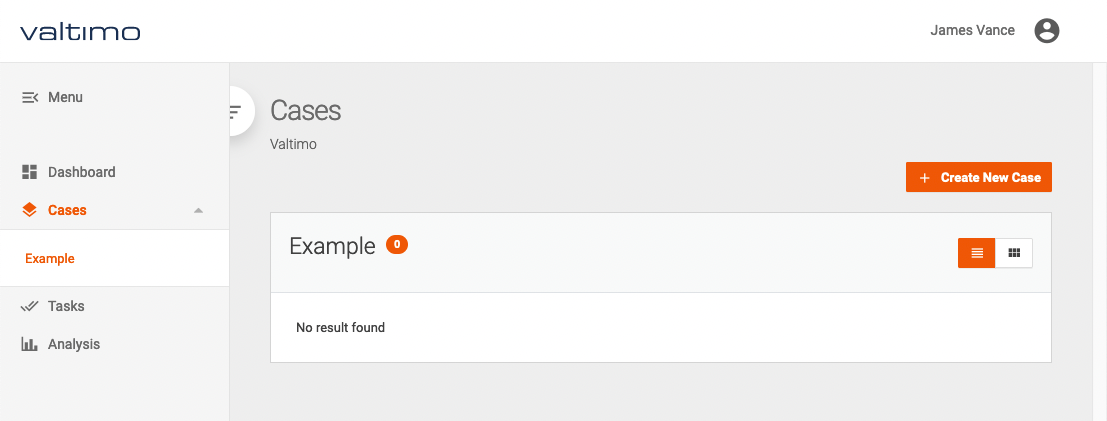 valtimo
James Vance
Menu
Dashboard
Cases
Example
Tasks
Analysis
Cases
Valtimo
+ Create New Case
Example 0
No result found